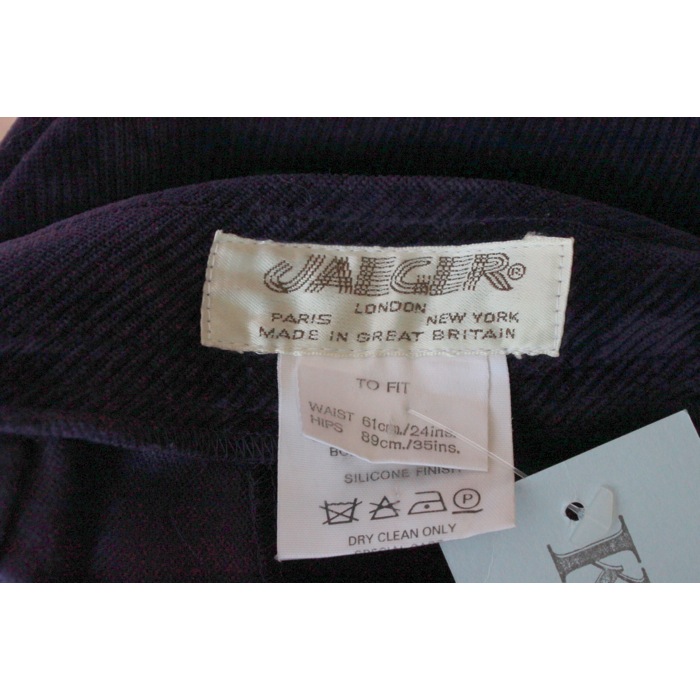 JAEGER®
LONDON
PARIS NEW YORK
MADE IN GREAT BRITAIN
TO FIT
WAIST 61cm./24ins.
HIPS 89cm./35ins.
SILICONE FINISH
P
DRY CLEAN ONLY
K